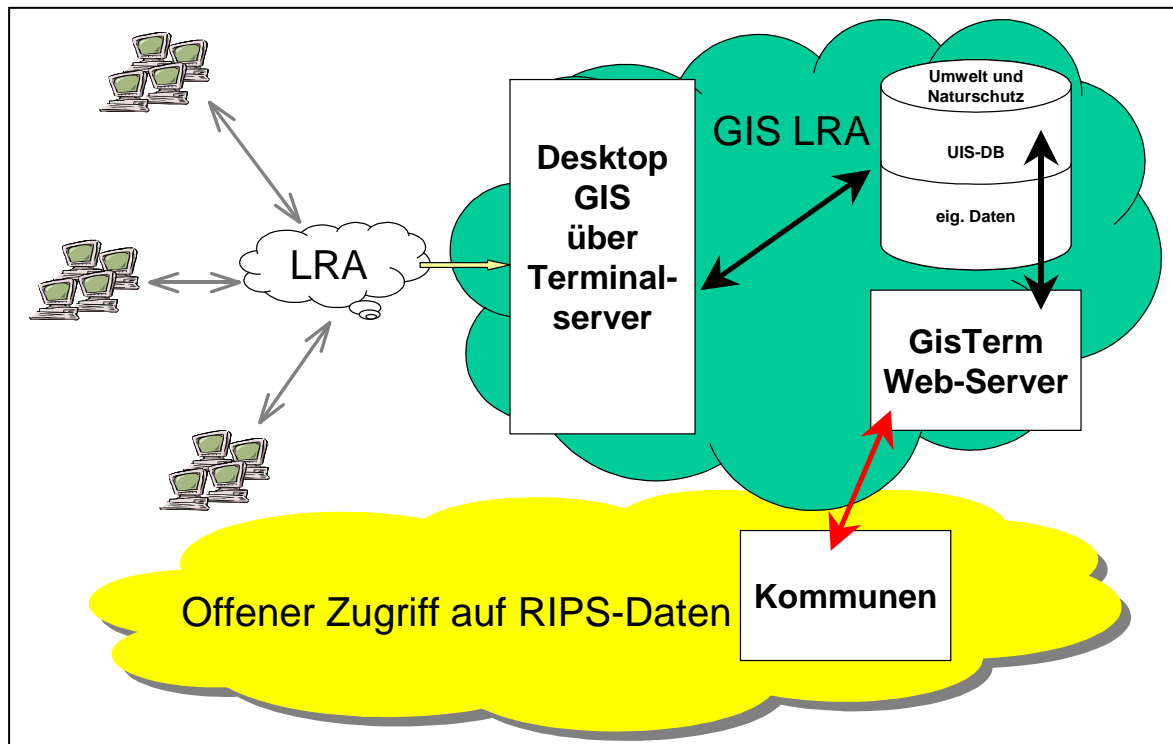 LRA
Desktop
GIS
über
Terminal-
server
GIS LRA
Umwelt und
Naturschutz
UIS-DB
eig. Daten
GisTerm
Web-Server
Offener Zugriff auf RIPS-Daten
Kommunen